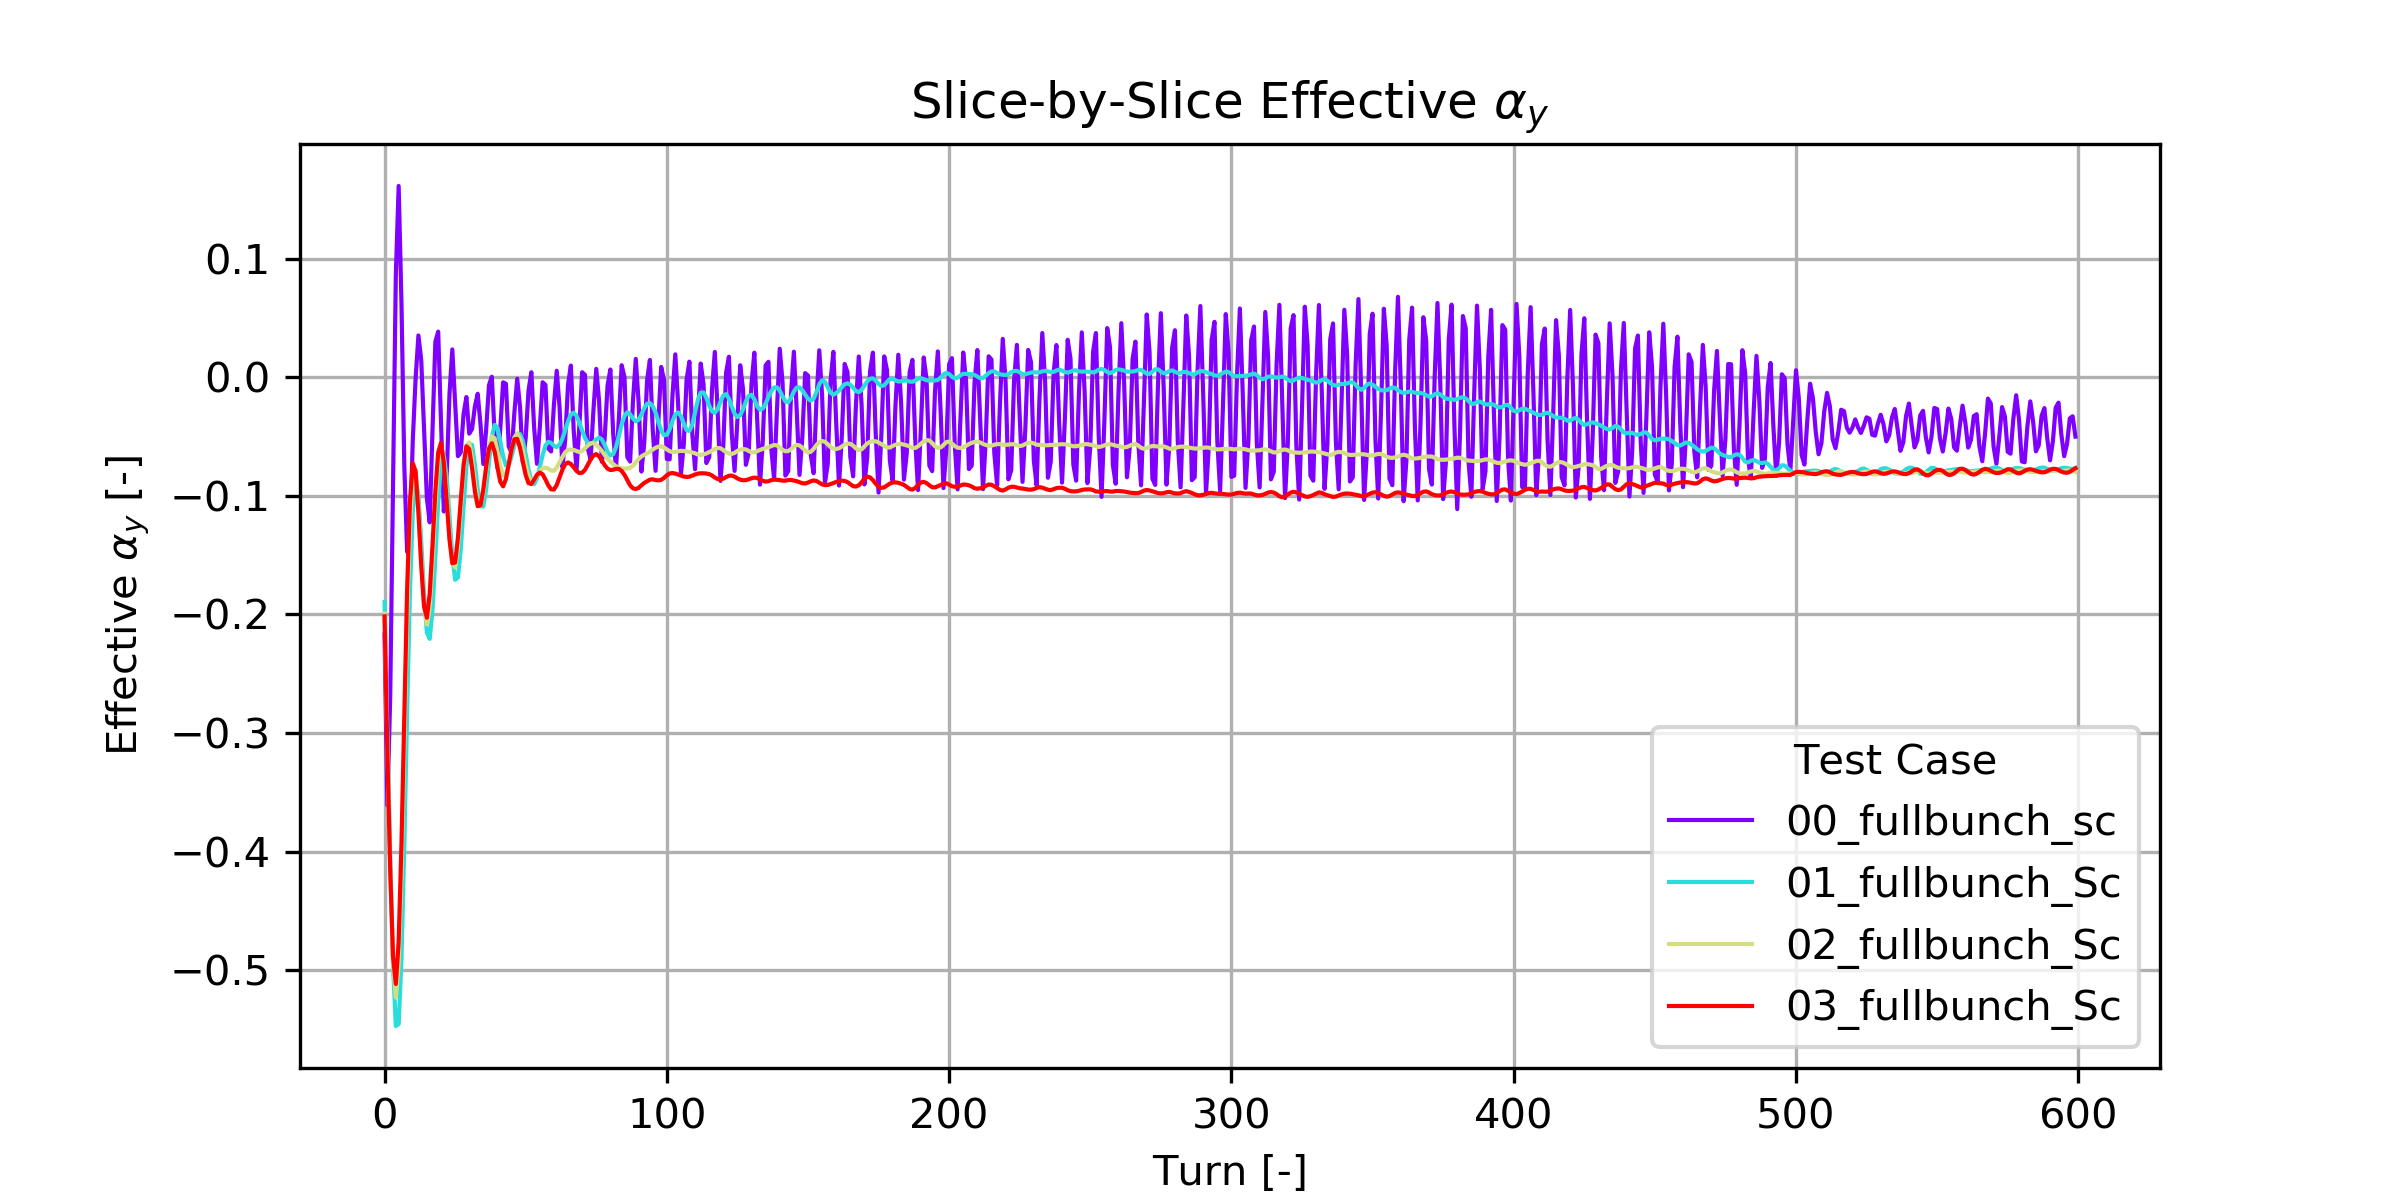 Slice-by-Slice Effective αy
Effective αy [-]
0.1
0.0
−0.1
−0.2
−0.3
−0.4
−0.5
0 100 200 300 400 500 600
Turn [-]
Test Case
00_fullbunch_sc
01_fullbunch_Sc
02_fullbunch_Sc
03_fullbunch_Sc